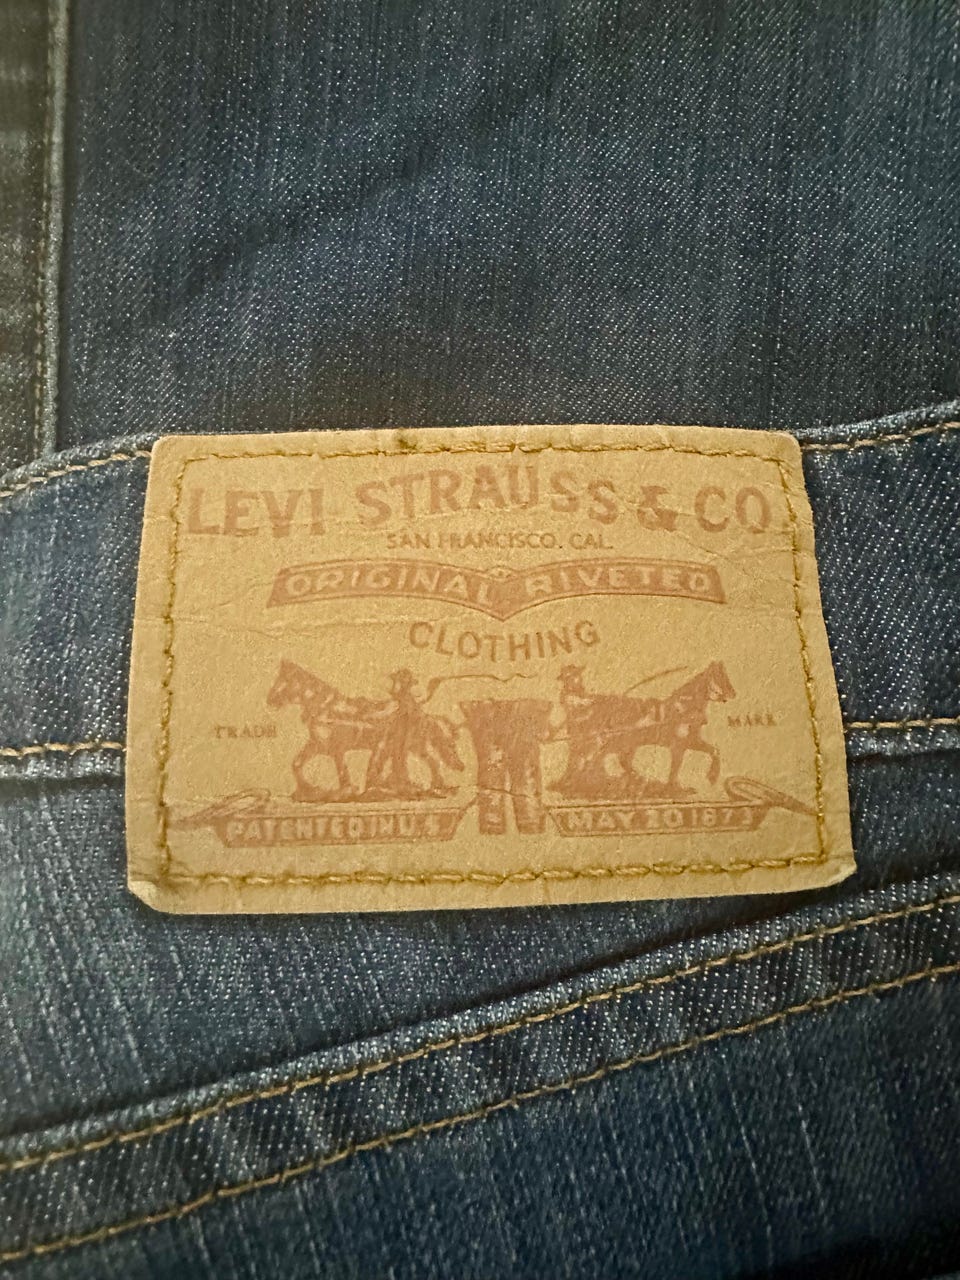 LEVI STRAUSS & CO.
SAN FRANCISCO. CAL.
ORIGINAL RIVETED
CLOTHING
TRADE MARK
PATENTED IN U.S. MAY 20 1873